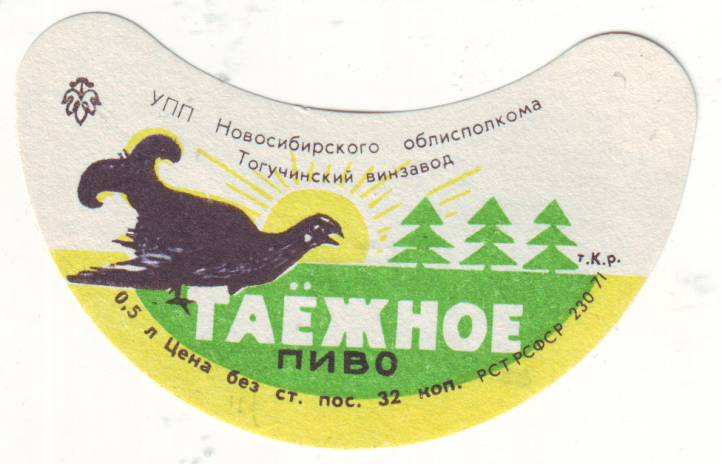 УПП Новосибирского облисполкома
Тогучинский винзавод
т.К.р.
ТАЁЖНОЕ
ПИВО
0,5 л Цена без ст. пос. 32 коп. РСТ РСФСР 230 71